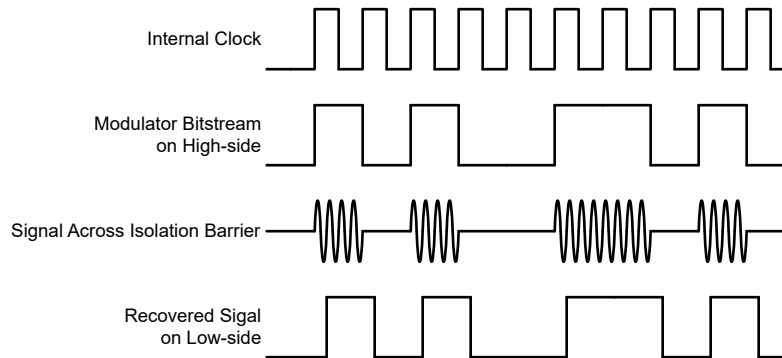 Internal Clock
Modulator Bitstream
on High-side
Signal Across Isolation Barrier
Recovered Sigal
on Low-side